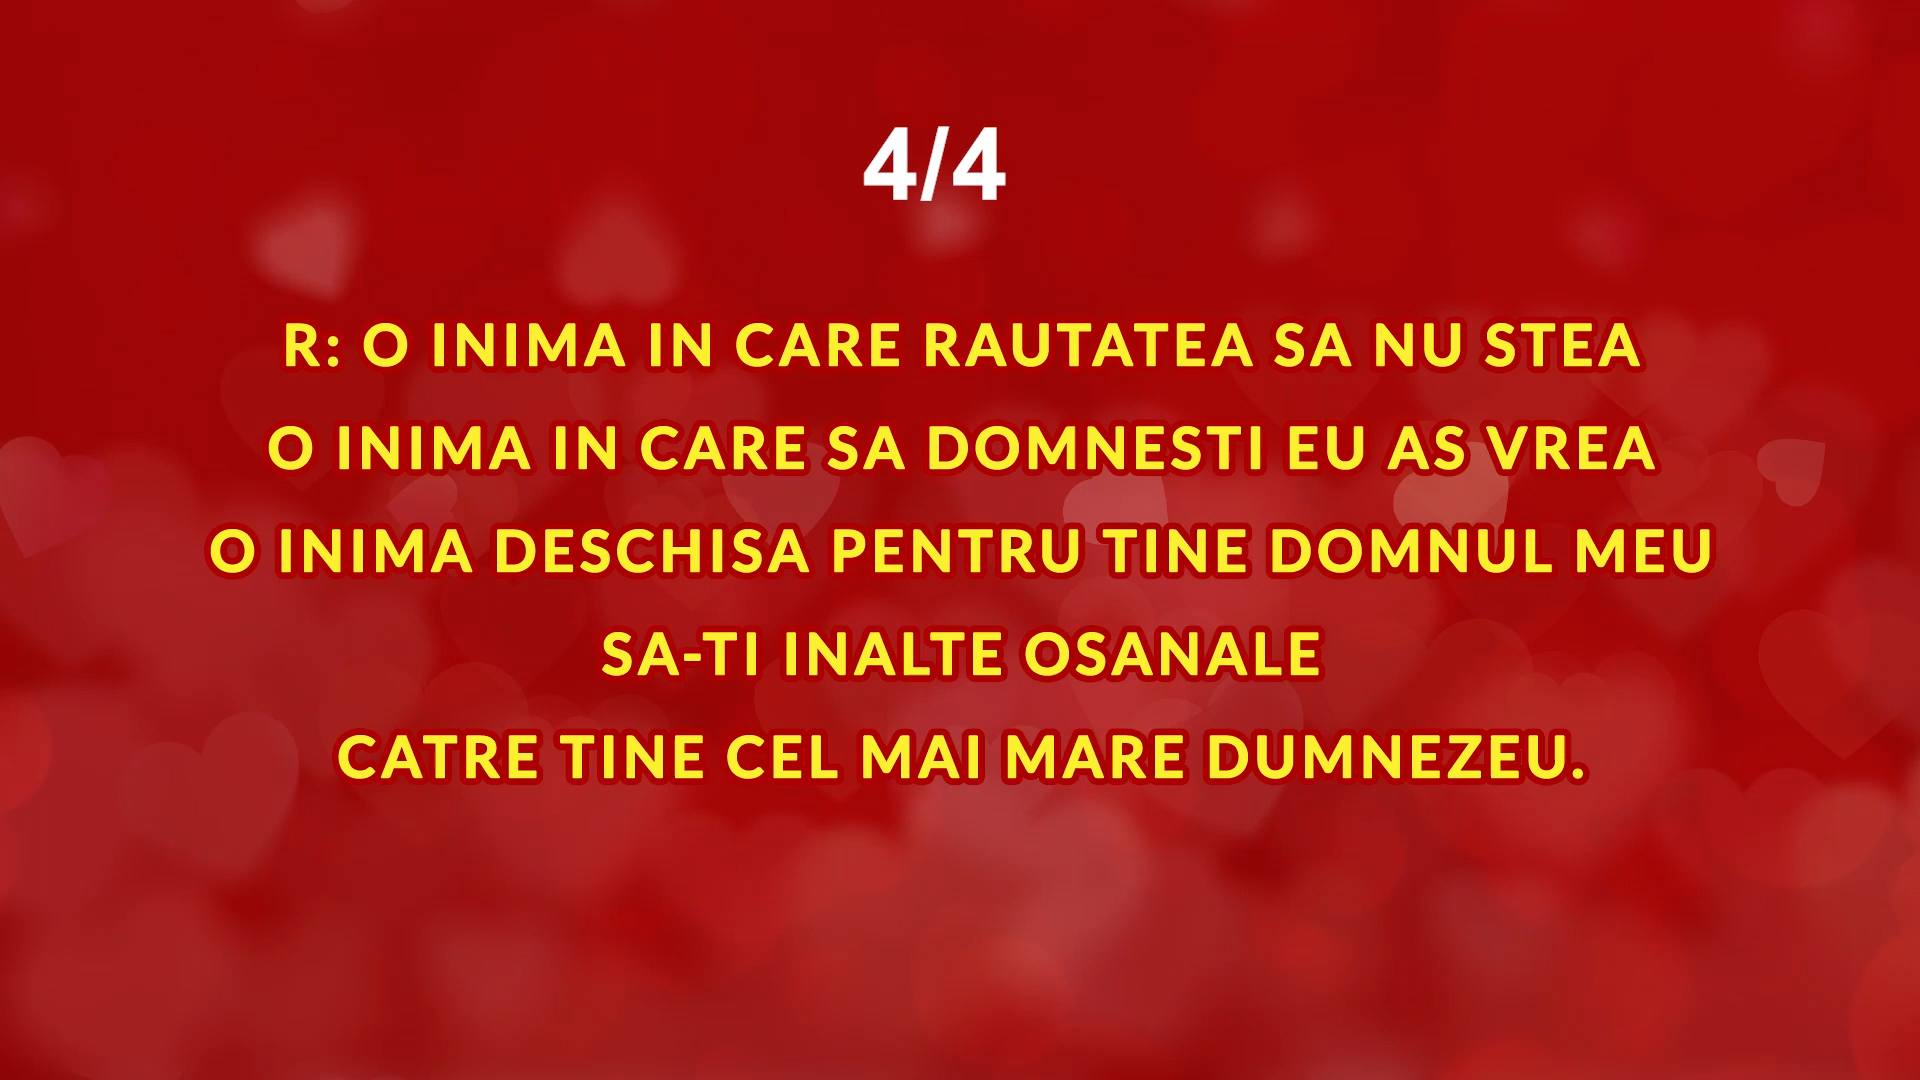 4/4
R: O INIMA IN CARE RAUTATEA SA NU STEA
O INIMA IN CARE SA DOMNESTI EU AS VREA
O INIMA DESCHISA PENTRU TINE DOMNUL MEU
SA-TI INALTE OSANALE
CATRE TINE CEL MAI MARE DUMNEZEU.